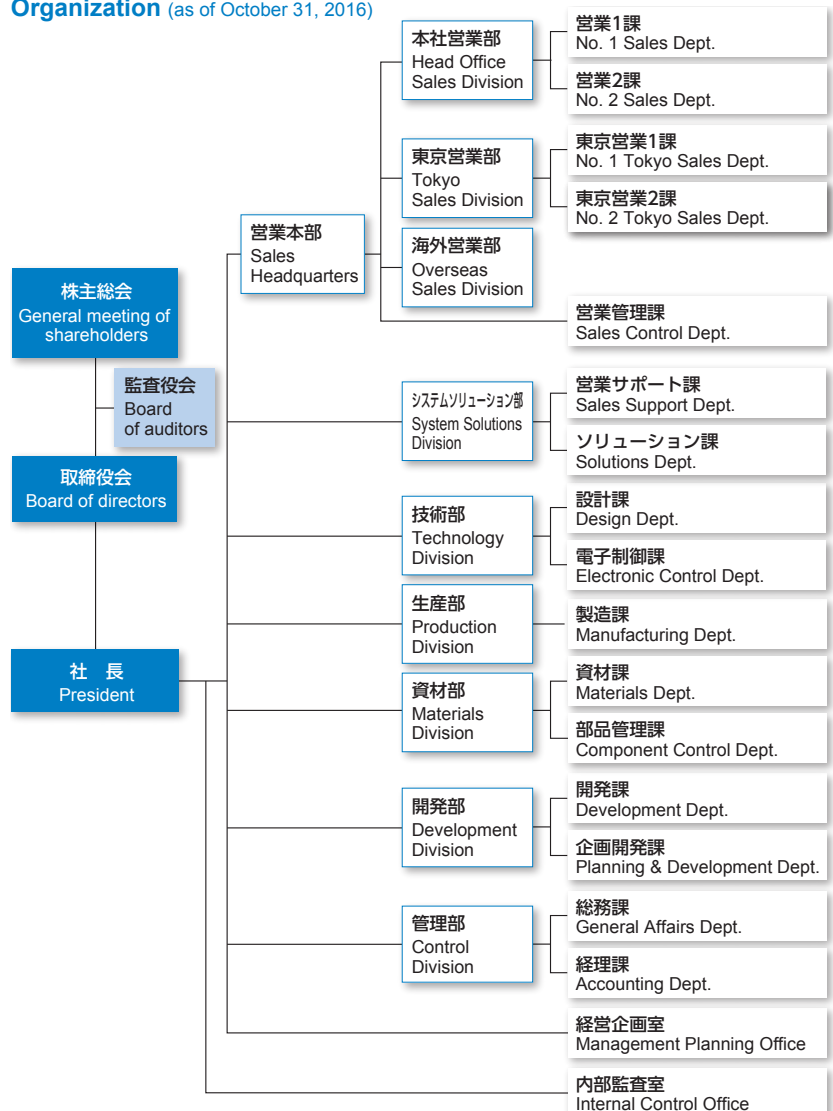 Organization (as of October 31, 2016)
株主総会
General meeting of
shareholders
監査役会
Board
of auditors
取締役会
Board of directors
社 長
President
営業本部
Sales
Headquarters
本社営業部
Head Office
Sales Division
営業1課
No. 1 Sales Dept.
営業2課
No. 2 Sales Dept.
東京営業部
Tokyo
Sales Division
東京営業1課
No. 1 Tokyo Sales Dept.
東京営業2課
No. 2 Tokyo Sales Dept.
海外営業部
Overseas
Sales Division
営業管理課
Sales Control Dept.
システムソリューション部
System Solutions
Division
営業サポート課
Sales Support Dept.
ソリューション課
Solutions Dept.
技術部
Technology
Division
設計課
Design Dept.
電子制御課
Electronic Control Dept.
生産部
Production
Division
製造課
Manufacturing Dept.
資材部
Materials
Division
資材課
Materials Dept.
部品管理課
Component Control Dept.
開発部
Development
Division
開発課
Development Dept.
企画開発課
Planning & Development Dept.
管理部
Control
Division
総務課
General Affairs Dept.
経理課
Accounting Dept.
経営企画室
Management Planning Office
内部監査室
Internal Control Office